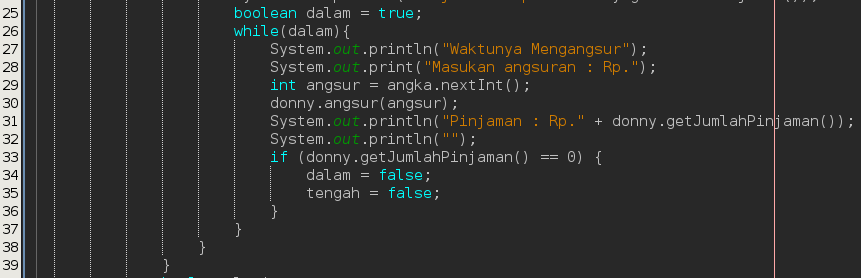 25 boolean dalam = true;
26 while(dalam){
27 System.out.println("Waktunya Mengangsur");
28 System.out.print("Masukan angsuran : Rp.");
29 int angsur = angka.nextInt();
30 donny.angsur(angsur);
31 System.out.println("Pinjaman : Rp." + donny.getJumlahPinjaman());
32 System.out.println("");
33 if (donny.getJumlahPinjaman() == 0) {
34 dalam = false;
35 tengah = false;
36 }
37 }
38 }
39 }